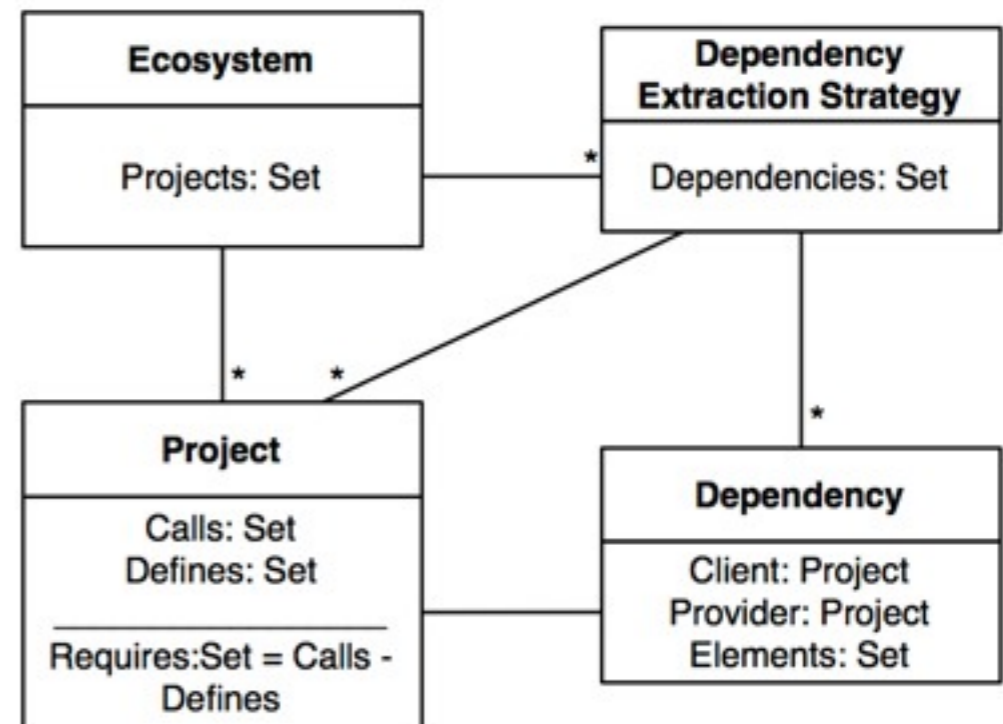 Ecosystem
Projects: Set
*
Dependency
Extraction Strategy
Dependencies: Set
*
*
*
Project
Calls: Set
Defines: Set
Requires:Set = Calls -
Defines
Dependency
Client: Project
Provider: Project
Elements: Set